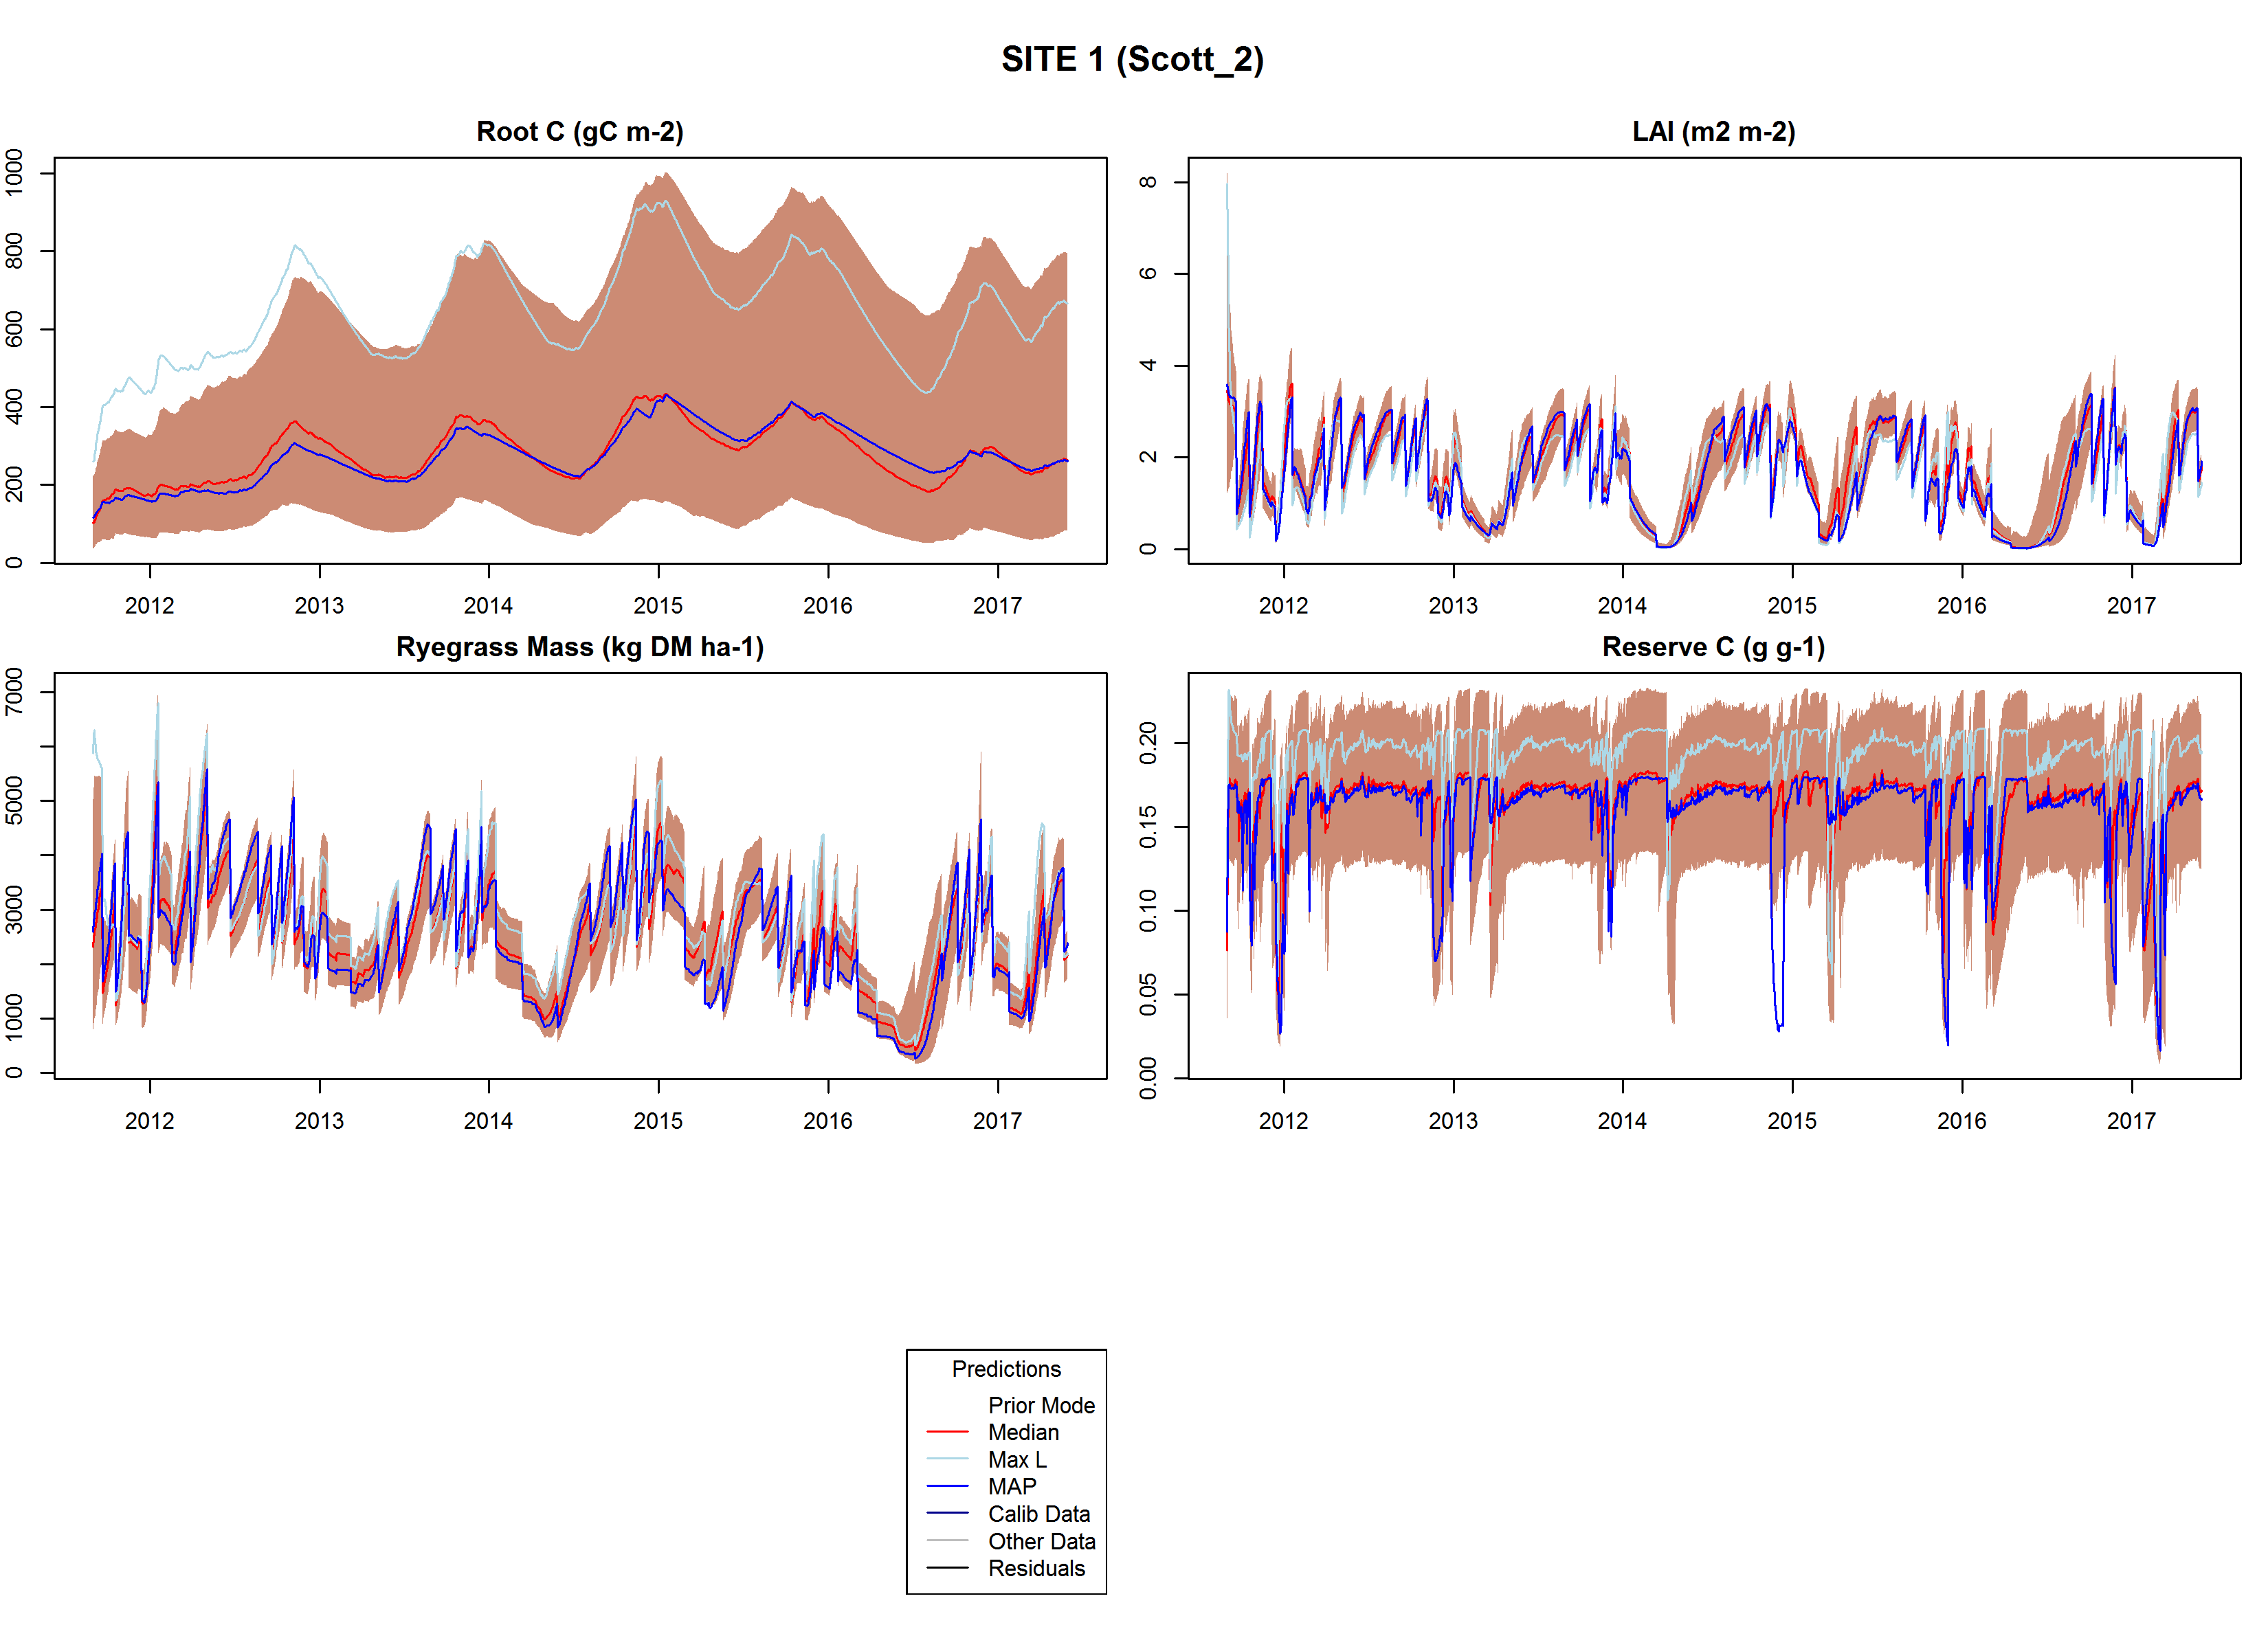 SITE 1 (Scott_2)
Root C (gC m-2)
0 200 400 600 800 1000
2012 2013 2014 2015 2016 2017
LAI (m2 m-2)
0 2 4 6 8
2012 2013 2014 2015 2016 2017
Ryegrass Mass (kg DM ha-1)
0 1000 3000 5000 7000
2012 2013 2014 2015 2016 2017
Reserve C (g g-1)
0.00 0.05 0.10 0.15 0.20
2012 2013 2014 2015 2016 2017
Predictions
Prior Mode
Median
Max L
MAP
Calib Data
Other Data
Residuals